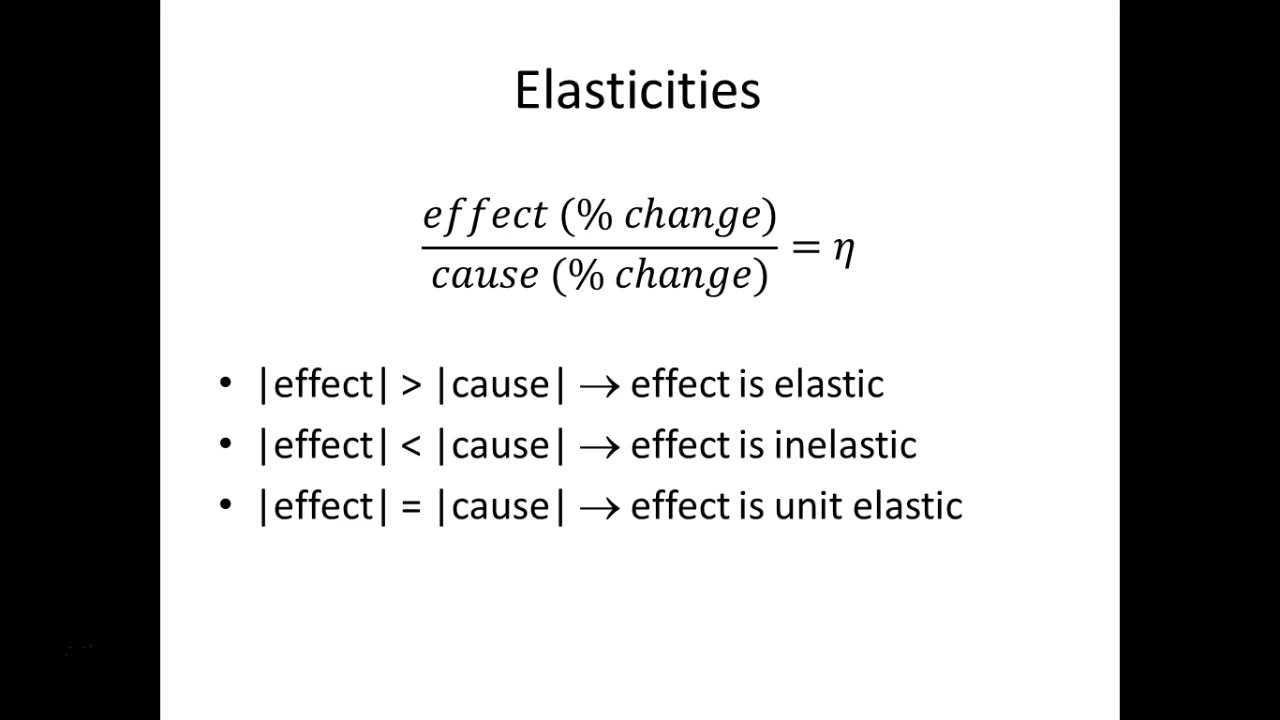 Elasticities
effect (% change)
cause (% change)
= η
• |effect| > |cause| → effect is elastic
• |effect| < |cause| → effect is inelastic
• |effect| = |cause| → effect is unit elastic